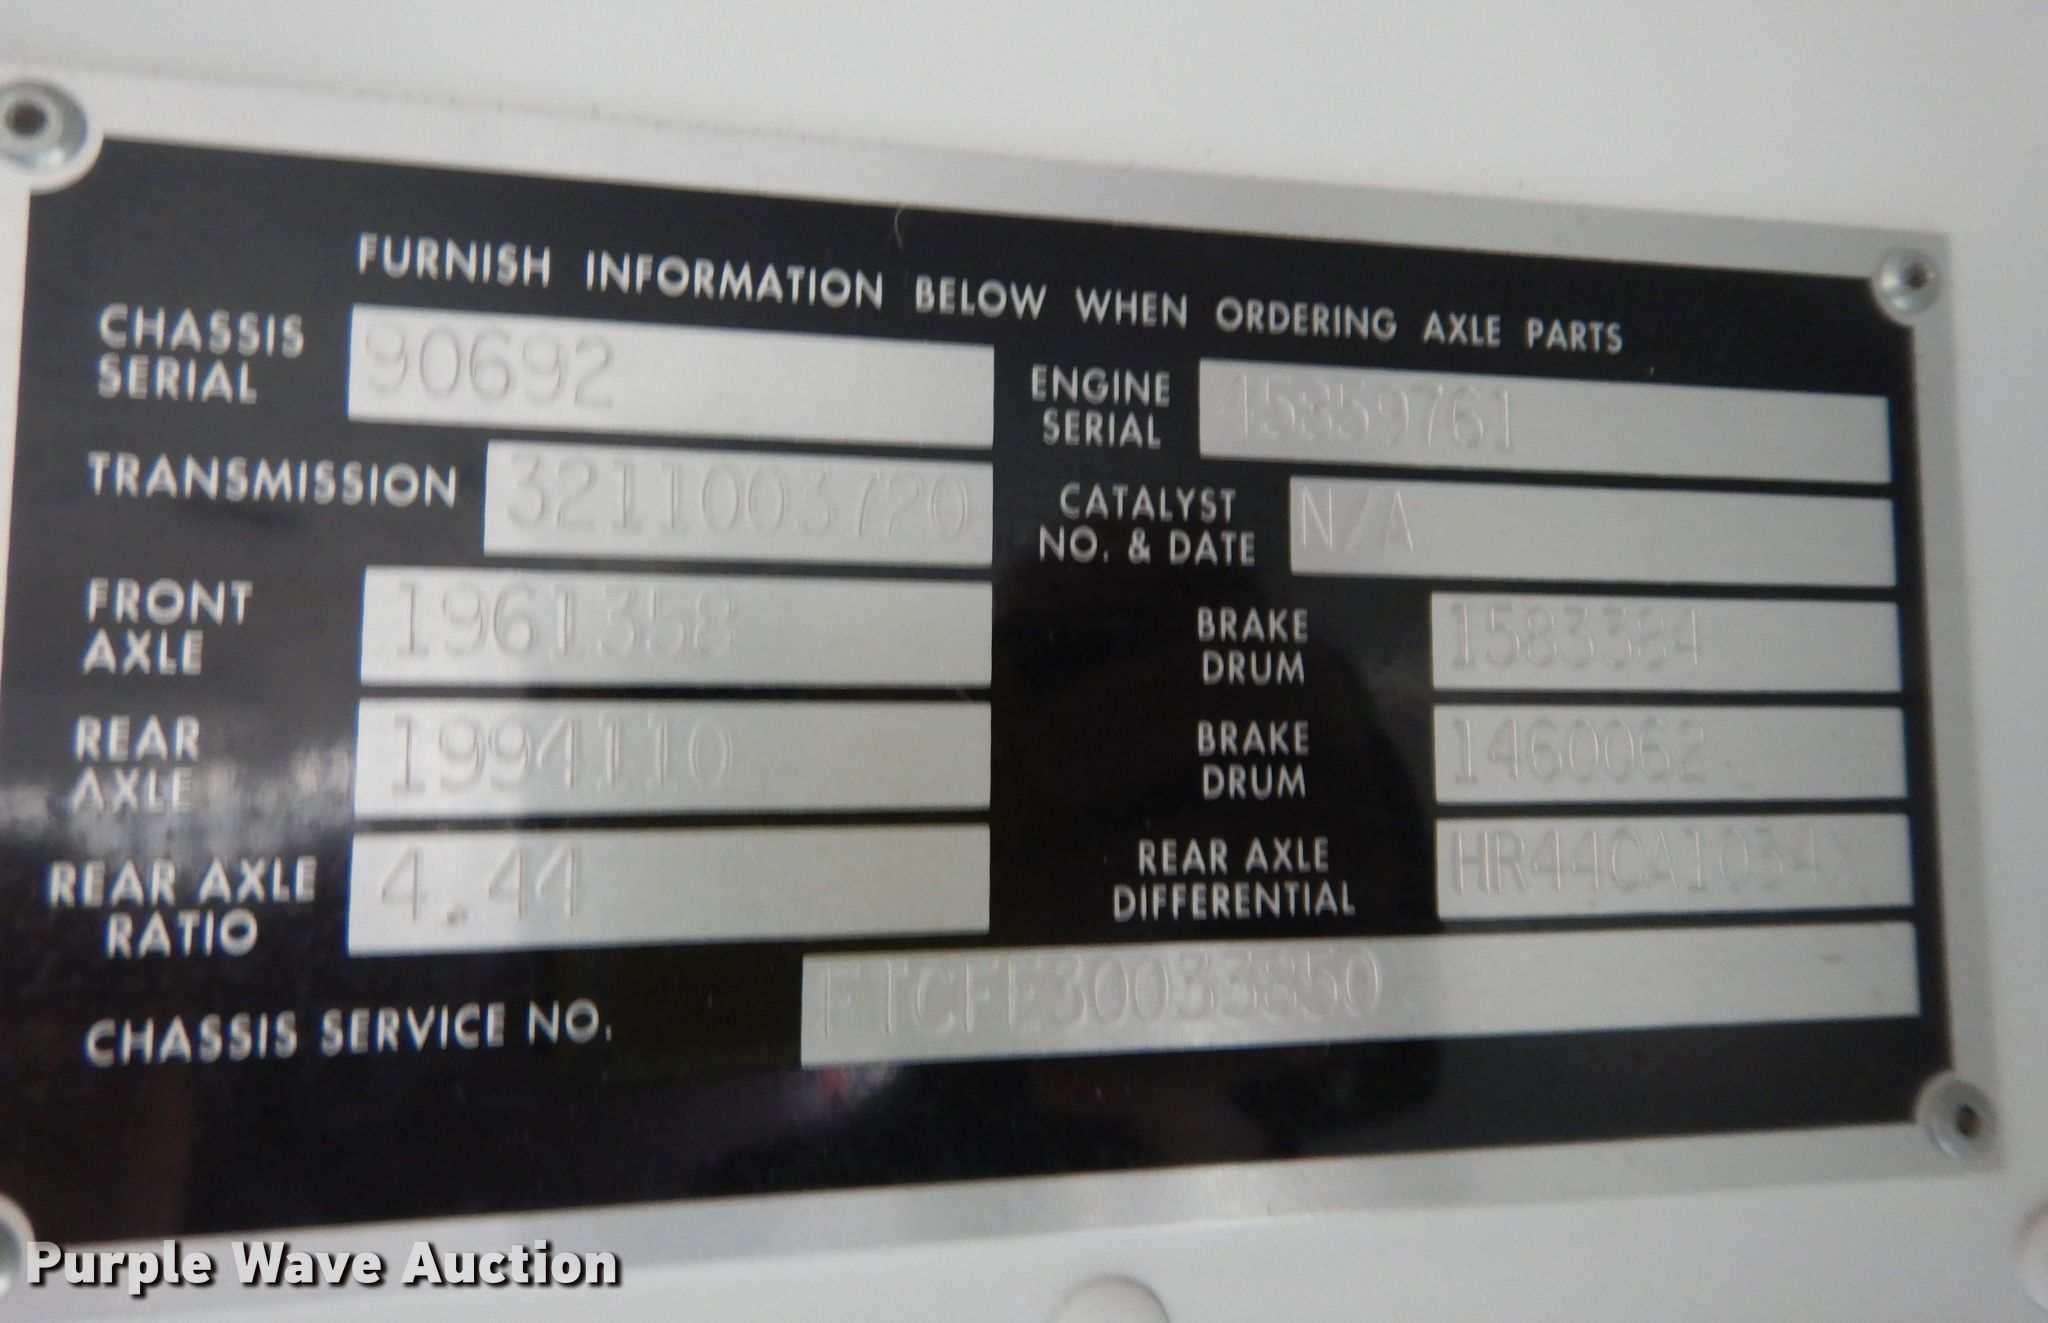 FURNISH INFORMATION BELOW WHEN ORDERING AXLE PARTS
CHASSIS SERIAL 90692
ENGINE SERIAL 45859761
TRANSMISSION 3211003720
CATALYST NO. & DATE N/A
FRONT AXLE 1961358
BRAKE DRUM 1583384
REAR AXLE 1994110
BRAKE DRUM 1460062
REAR AXLE RATIO 4.44
REAR AXLE DIFFERENTIAL HR44CA1034X
CHASSIS SERVICE NO. FTCFE30033850
Purple Wave Auction